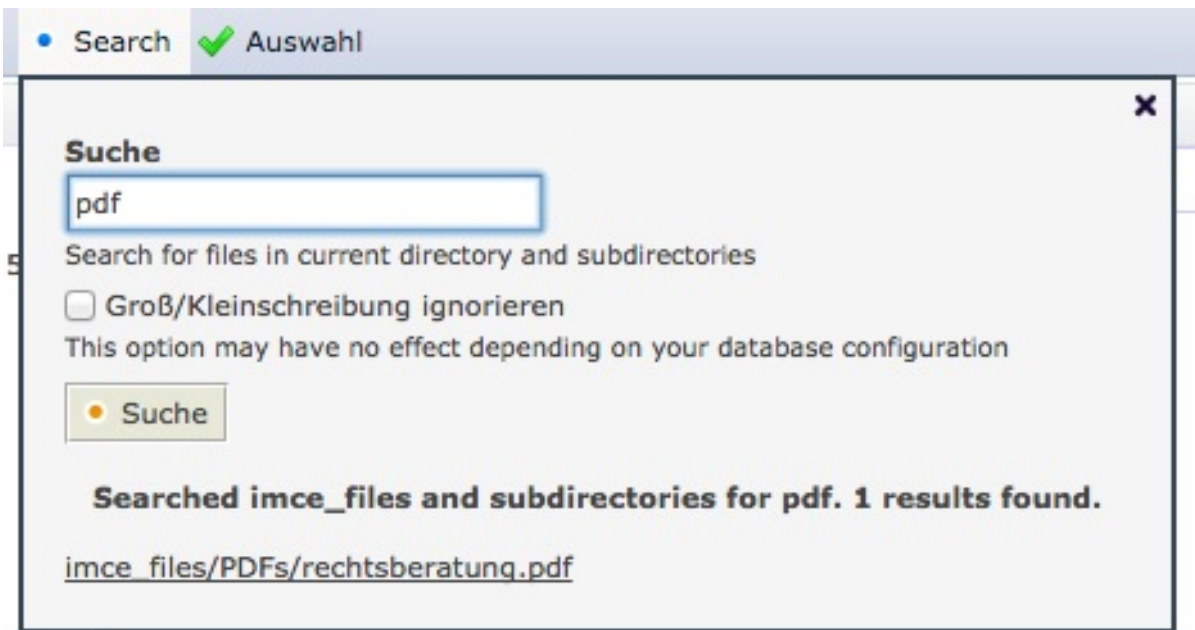 Search Auswahl
Suche
pdf
Search for files in current directory and subdirectories
5
Groß/Kleinschreibung ignorieren
This option may have no effect depending on your database configuration
Suche
Searched imce_files and subdirectories for pdf. 1 results found.
imce_files/PDFs/rechtsberatung.pdf